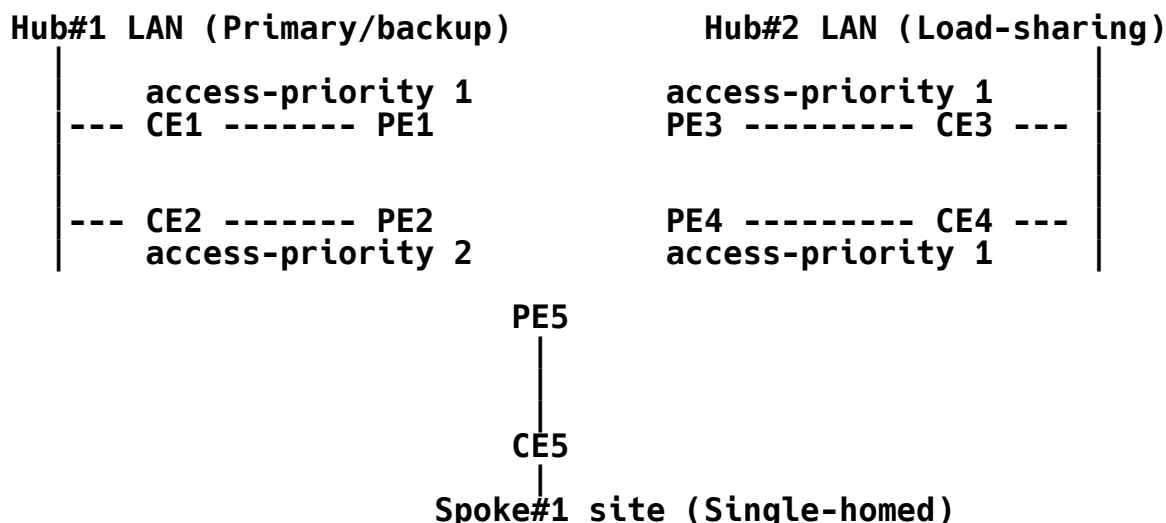 Hub#1 LAN (Primary/backup) Hub#2 LAN (Load-sharing)
| |
| access-priority 1 access-priority 1 |
|--- CE1 ------- PE1 PE3 --------- CE3 --- |
| |
| |
|--- CE2 ------- PE2 PE4 --------- CE4 --- |
| access-priority 2 access-priority 1 |
PE5
|
|
|
CE5
|
Spoke#1 site (Single-homed)